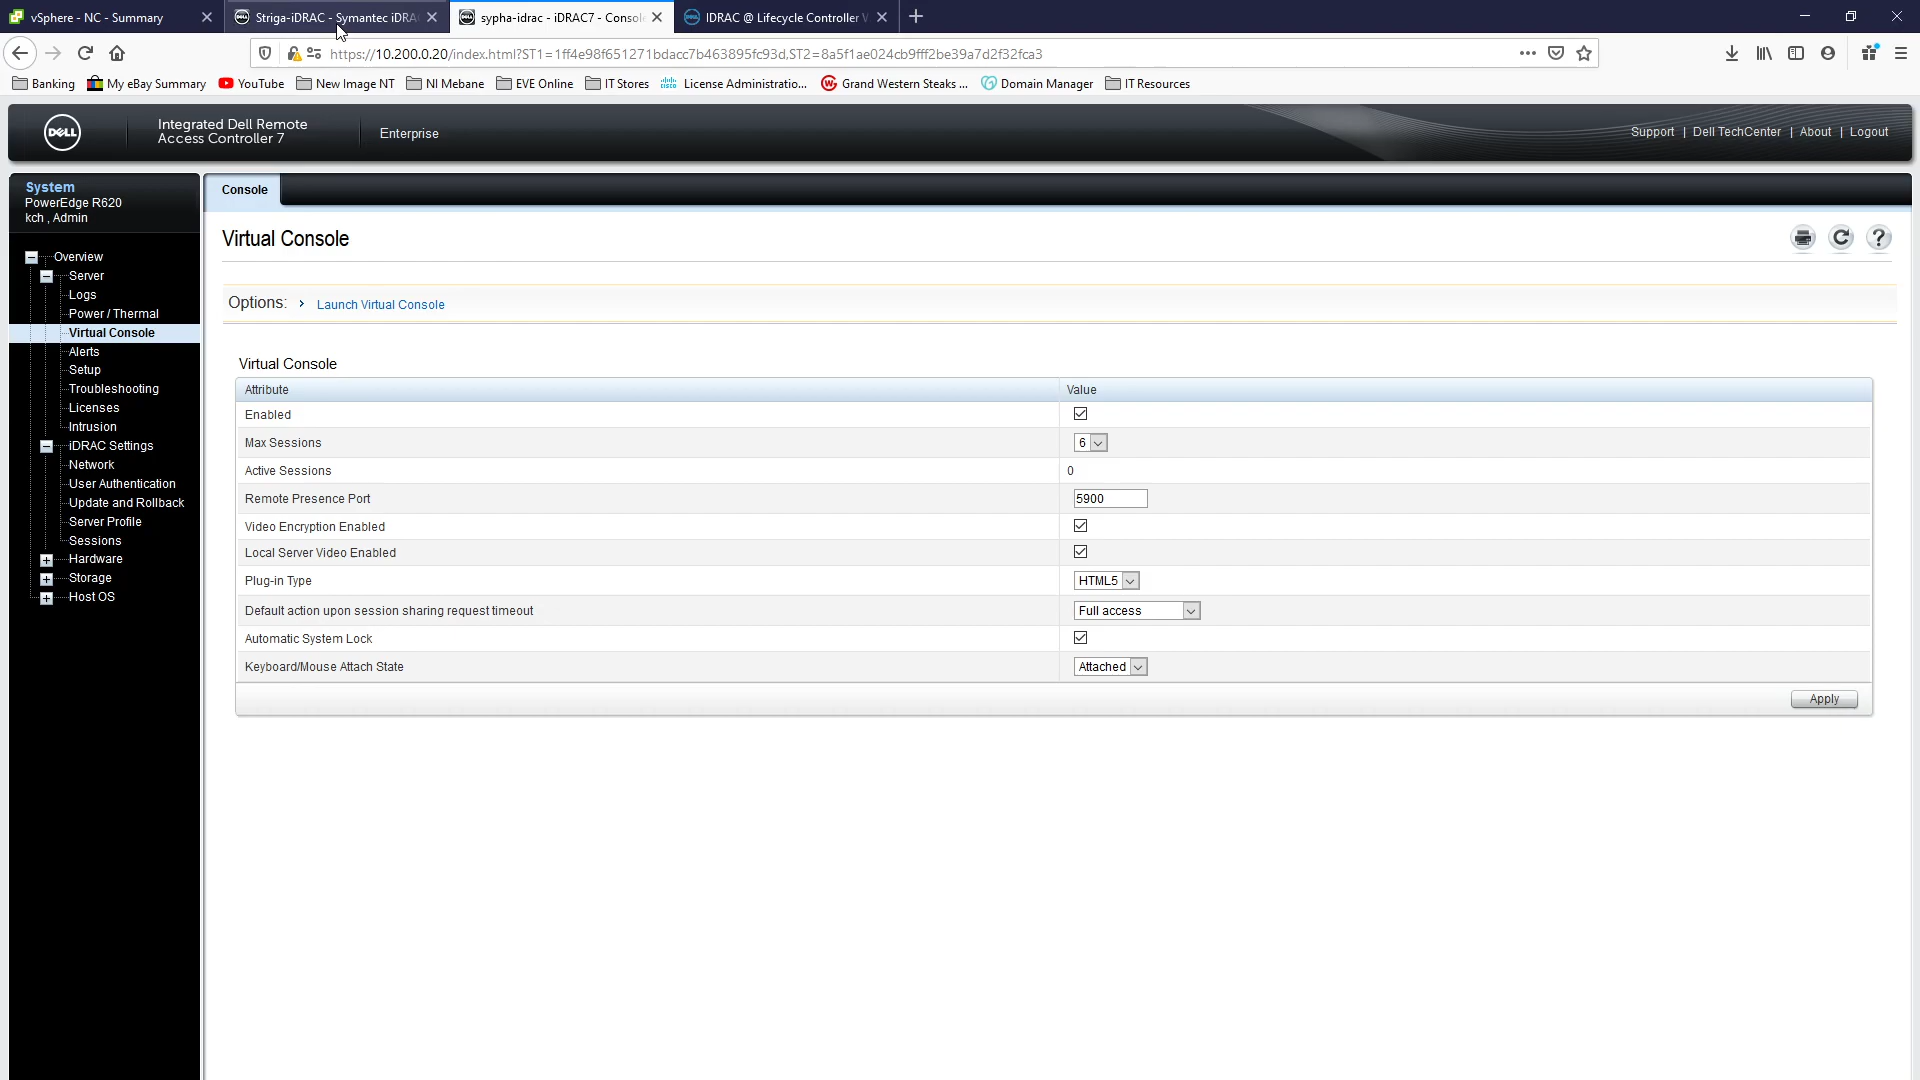 vSphere - NC - Summary
Striga-iDRAC - Symantec iDRA
sypha-idrac - iDRAC7 - Console
IDRAC @ Lifecycle Controller
https://10.200.0.20/index.html?ST1=1ff4e98f651271bdacc7b463895fc93d,ST2=8a5f1ae024cb9fff2be39a7d2f32fca3
Banking
My eBay Summary
YouTube
New Image NT
NI Mebane
EVE Online
IT Stores
License Administratio...
Grand Western Steaks ...
Domain Manager
IT Resources
DELL
Integrated Dell Remote
Access Controller 7
Enterprise
Support | Dell TechCenter | About | Logout
System
PowerEdge R620
kch , Admin
Overview
Server
Logs
Power / Thermal
Virtual Console
Alerts
Setup
Troubleshooting
Licenses
Intrusion
iDRAC Settings
Network
User Authentication
Update and Rollback
Server Profile
Sessions
Hardware
Storage
Host OS
Console
Virtual Console
Options: Launch Virtual Console
Virtual Console
Attribute Value
Enabled
Max Sessions 6
Active Sessions 0
Remote Presence Port 5900
Video Encryption Enabled
Local Server Video Enabled
Plug-in Type HTML5
Default action upon session sharing request timeout Full access
Automatic System Lock
Keyboard/Mouse Attach State Attached
Apply